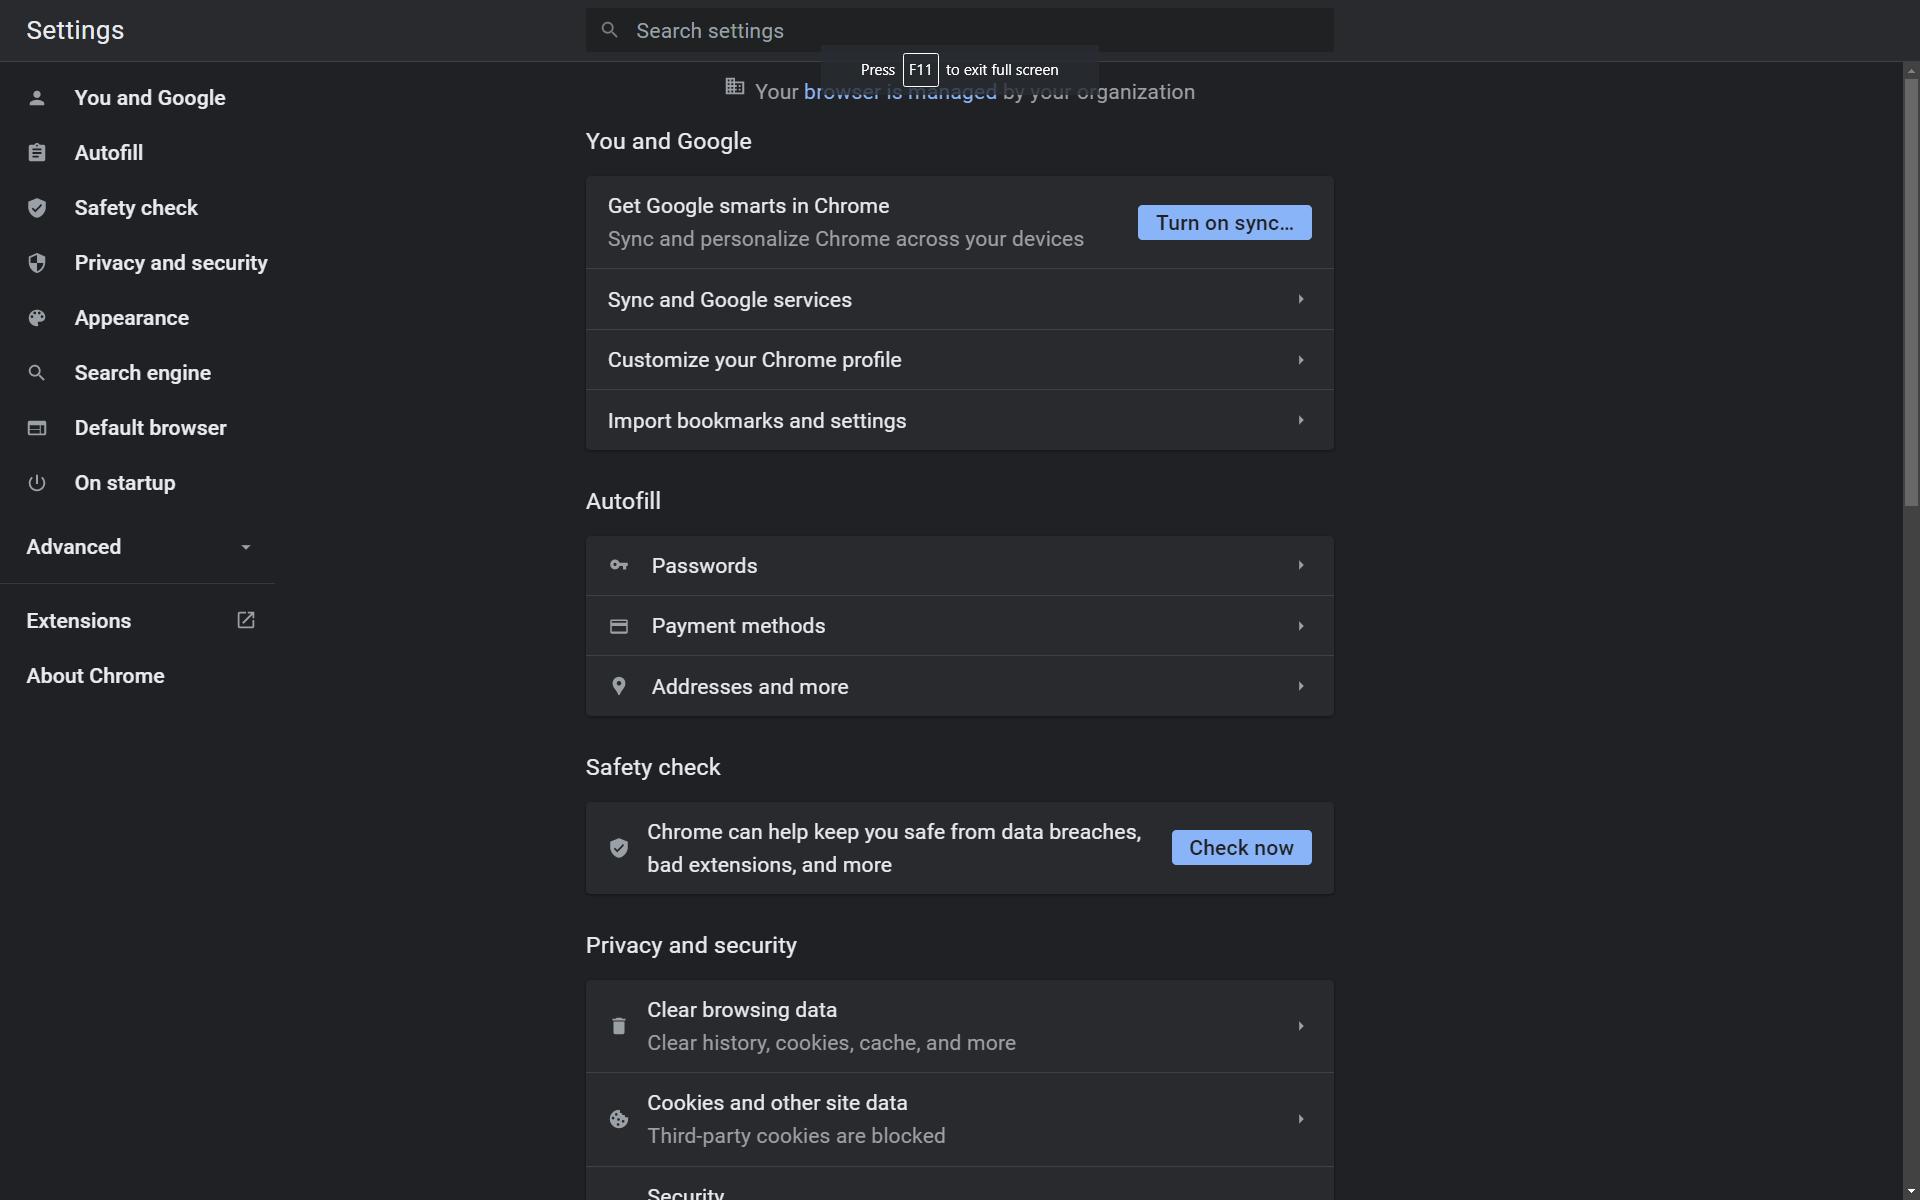 Settings
Search settings
Press F11 to exit full screen
Your browser is managed by your organization
You and Google
Autofill
Safety check
Privacy and security
Appearance
Search engine
Default browser
On startup
Advanced
Extensions
About Chrome
You and Google
Get Google smarts in Chrome
Sync and personalize Chrome across your devices
Turn on sync...
Sync and Google services
Customize your Chrome profile
Import bookmarks and settings
Autofill
Passwords
Payment methods
Addresses and more
Safety check
Chrome can help keep you safe from data breaches,
bad extensions, and more
Check now
Privacy and security
Clear browsing data
Clear history, cookies, cache, and more
Cookies and other site data
Third-party cookies are blocked
Security